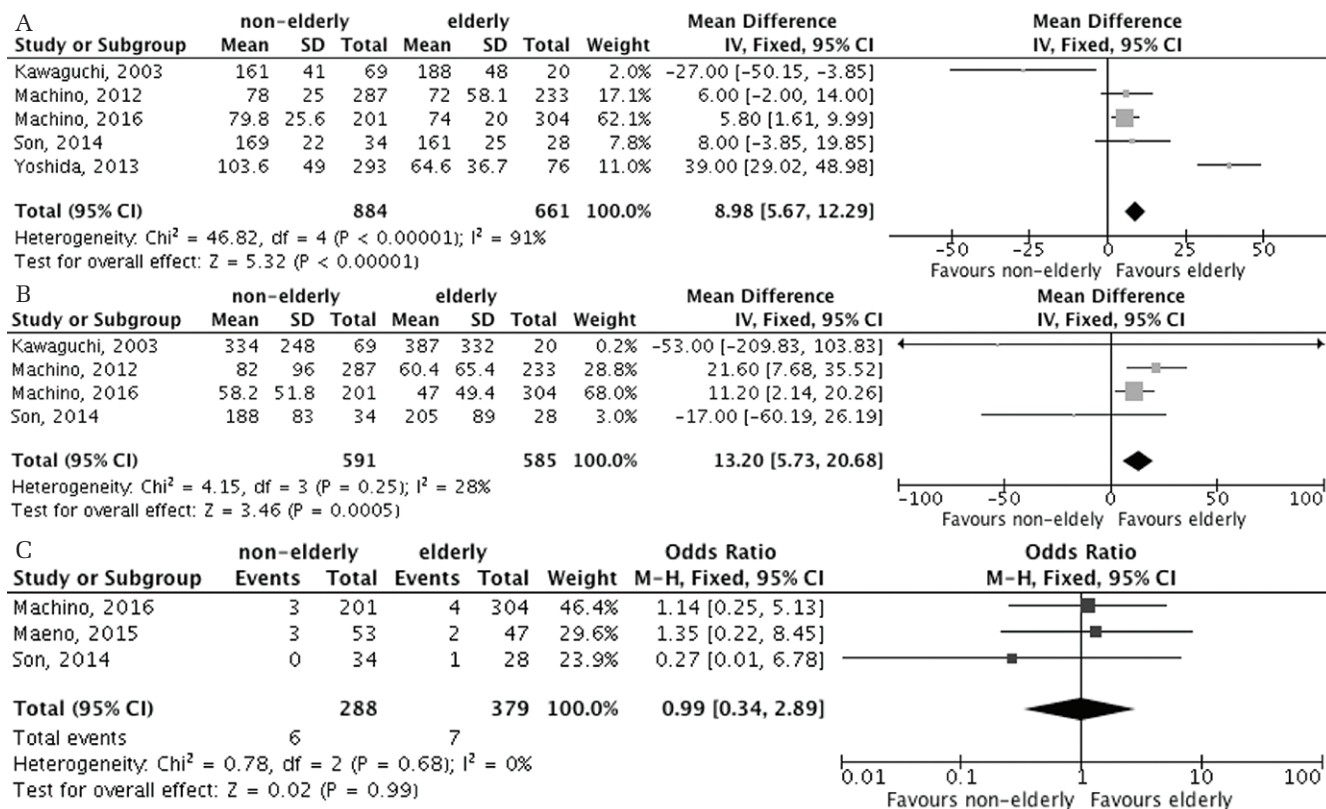 A
non-elderly elderly Mean Difference Mean Difference
Study or Subgroup Mean SD Total Mean SD Total Weight IV, Fixed, 95% CI IV, Fixed, 95% CI
Kawaguchi, 2003 161 41 69 188 48 20 2.0% -27.00 [-50.15, -3.85]
Machino, 2012 78 25 287 72 58.1 233 17.1% 6.00 [-2.00, 14.00]
Machino, 2016 79.8 25.6 201 74 20 304 62.1% 5.80 [1.61, 9.99]
Son, 2014 169 22 34 161 25 28 7.8% 8.00 [-3.85, 19.85]
Yoshida, 2013 103.6 49 293 64.6 36.7 76 11.0% 39.00 [29.02, 48.98]
Total (95% CI) 884 661 100.0% 8.98 [5.67, 12.29]
Heterogeneity: Chi² = 46.82, df = 4 (P < 0.00001); I² = 91%
Test for overall effect: Z = 5.32 (P < 0.00001)
-50 -25 0 25 50
Favours non-elderly Favours elderly
B
non-elderly elderly Mean Difference Mean Difference
Study or Subgroup Mean SD Total Mean SD Total Weight IV, Fixed, 95% CI IV, Fixed, 95% CI
Kawaguchi, 2003 334 248 69 387 332 20 0.2% -53.00 [-209.83, 103.83]
Machino, 2012 82 96 287 60.4 65.4 233 28.8% 21.60 [7.68, 35.52]
Machino, 2016 58.2 51.8 201 47 49.4 304 68.0% 11.20 [2.14, 20.26]
Son, 2014 188 83 34 205 89 28 3.0% -17.00 [-60.19, 26.19]
Total (95% CI) 591 585 100.0% 13.20 [5.73, 20.68]
Heterogeneity: Chi² = 4.15, df = 3 (P = 0.25); I² = 28%
Test for overall effect: Z = 3.46 (P = 0.0005)
-100 -50 0 50 100
Favours non-eldely Favours elderly
C
non-elderly elderly Odds Ratio Odds Ratio
Study or Subgroup Events Total Events Total Weight M-H, Fixed, 95% CI M-H, Fixed, 95% CI
Machino, 2016 3 201 4 304 46.4% 1.14 [0.25, 5.13]
Maeno, 2015 3 53 2 47 29.6% 1.35 [0.22, 8.45]
Son, 2014 0 34 1 28 23.9% 0.27 [0.01, 6.78]
Total (95% CI) 288 379 100.0% 0.99 [0.34, 2.89]
Total events 6 7
Heterogeneity: Chi² = 0.78, df = 2 (P = 0.68); I² = 0%
Test for overall effect: Z = 0.02 (P = 0.99)
0.01 0.1 1 10 100
Favours non-elderly Favours elderly